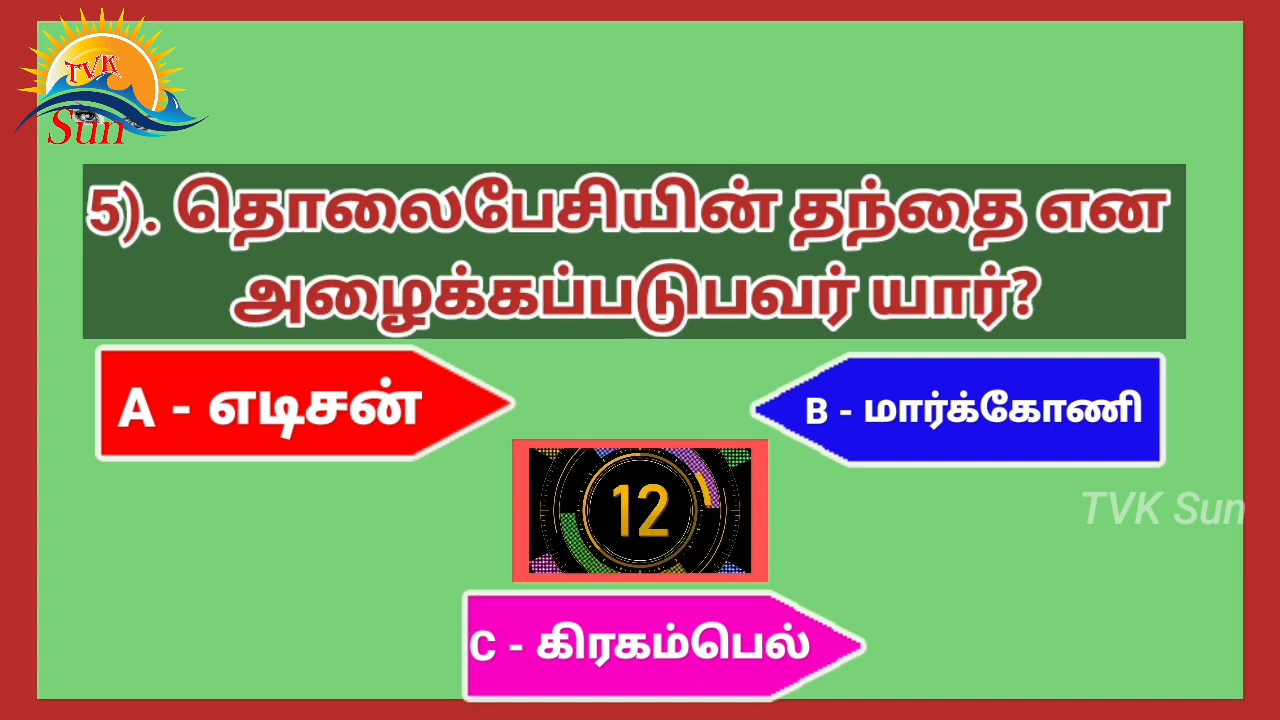 TVK
Sun
5). தொலைபேசியின் தந்தை என
அழைக்கப்படுபவர் யார்?
A - எடிசன்
B - மார்க்கோணி
12
TVK Sun
C - கிரகம்பெல்